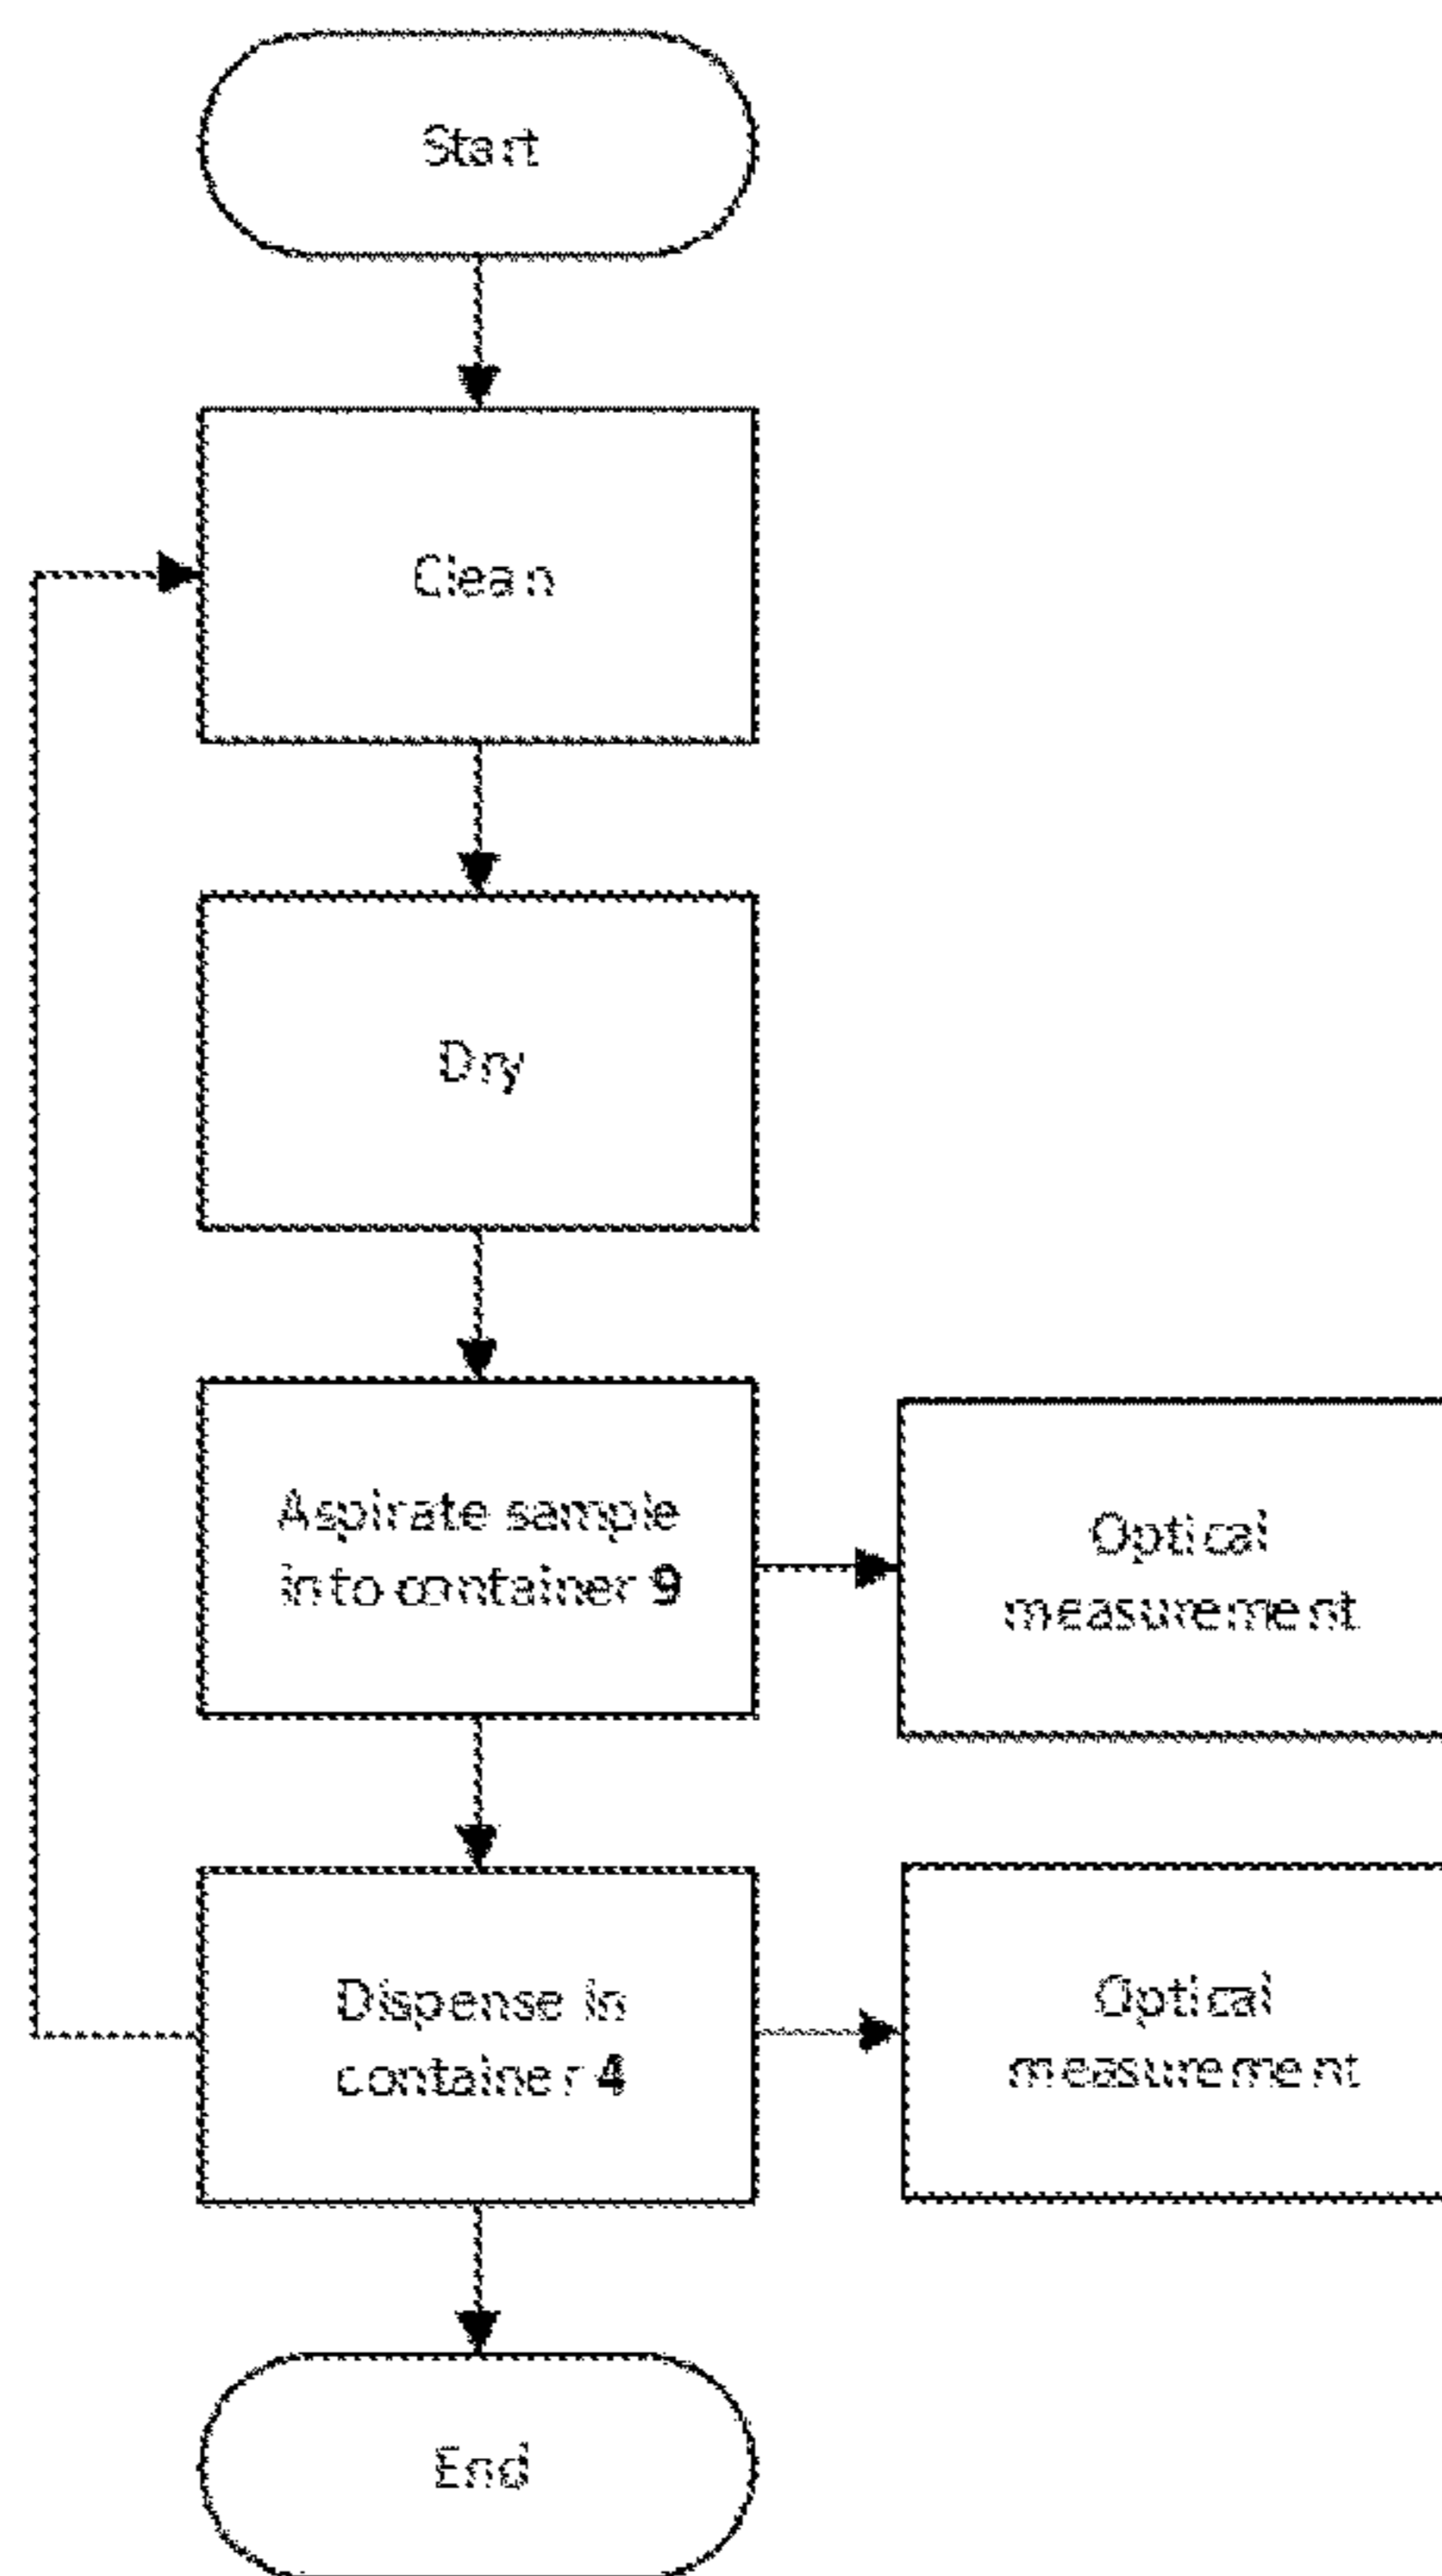 Start
Clean
Dry
Aspirate sample
into container 9
Optical
measurement
Dispense in
container 4
Optical
measurement
End